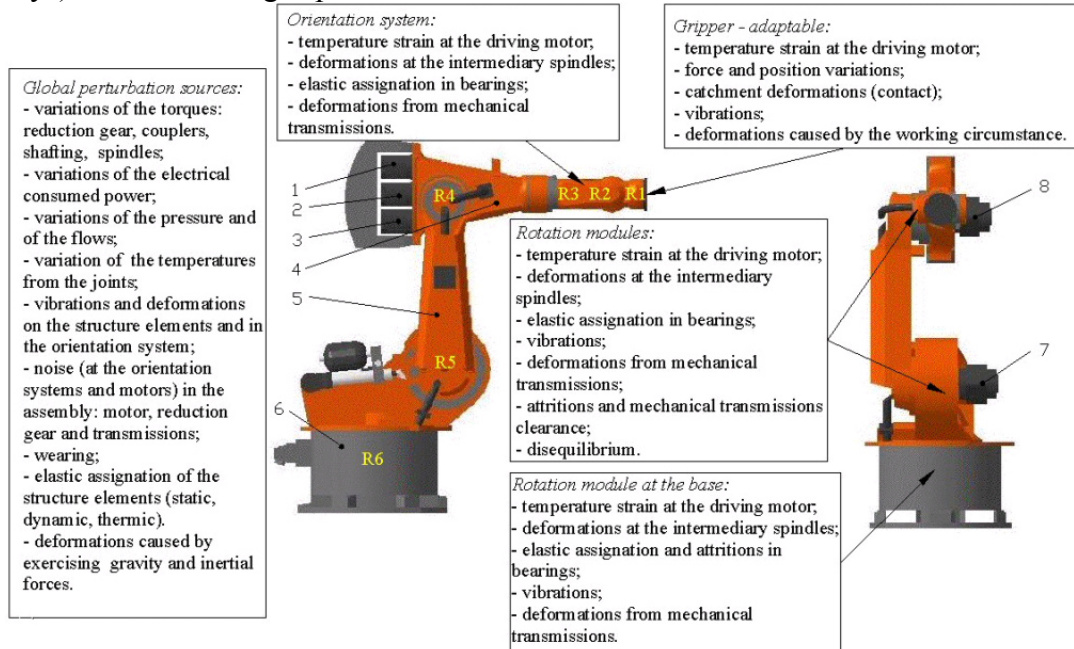 Orientation system:
- temperature strain at the driving motor;
- deformations at the intermediary spindles;
- elastic assignation in bearings;
- deformations from mechanical
transmissions.
Gripper - adaptable:
- temperature strain at the driving motor;
- force and position variations;
- catchment deformations (contact);
- vibrations;
- deformations caused by the working circumstance.
Global perturbation sources:
- variations of the torques:
reduction gear, couplers,
shafting, spindles;
- variations of the electrical
consumed power;
- variations of the pressure and
of the flows;
- variation of the temperatures
from the joints;
- vibrations and deformations
on the structure elements and in
the orientation system;
- noise (at the orientation
systems and motors) in the
assembly: motor, reduction
gear and transmissions;
- wearing;
- elastic assignation of the
structure elements (static,
dynamic, thermic).
- deformations caused by
exercising gravity and inertial
forces.
1
2
3
4
5
6
R4
R3
R2
R1
R5
R6
Rotation modules:
- temperature strain at the driving motor;
- deformations at the intermediary
spindles;
- elastic assignation in bearings;
- vibrations;
- deformations from mechanical
transmissions;
- attritions and mechanical transmissions
clearance;
- disequilibrium.
8
7
Rotation module at the base:
- temperature strain at the driving motor;
- deformations at the intermediary spindles;
- elastic assignation and attritions in
bearings;
- vibrations;
- deformations from mechanical
transmissions.